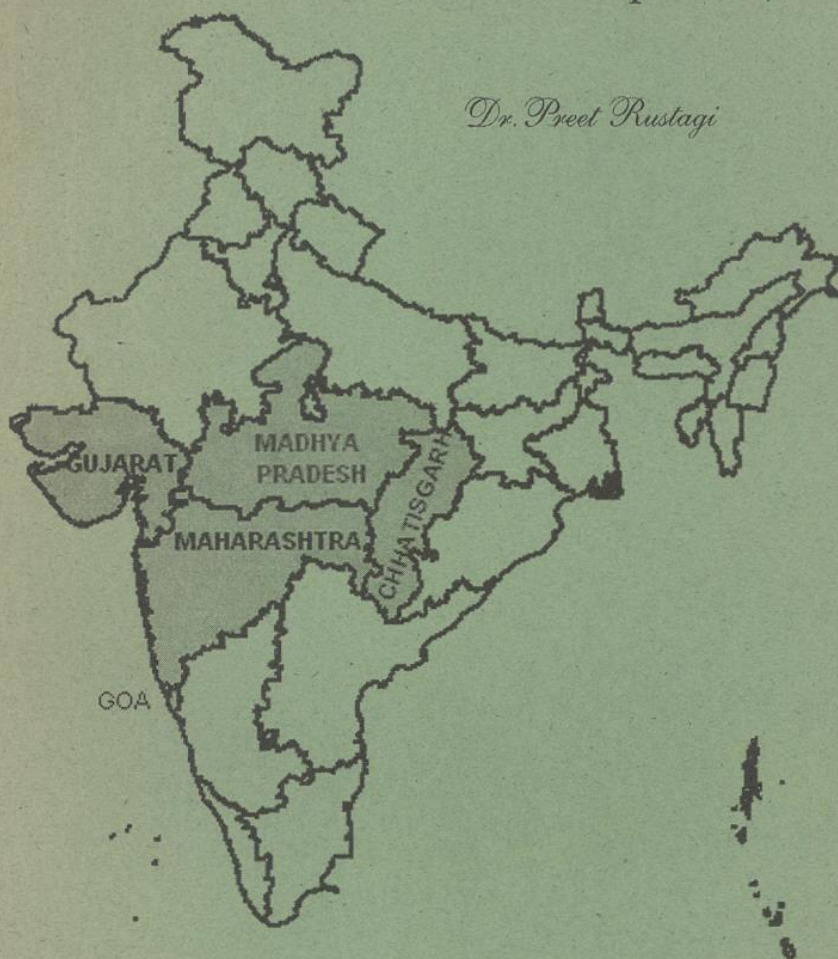 Dr. Preet Rustagi
GUJARAT
MADHYA
PRADESH
CHHATISGARH
MAHARASHTRA
GOA